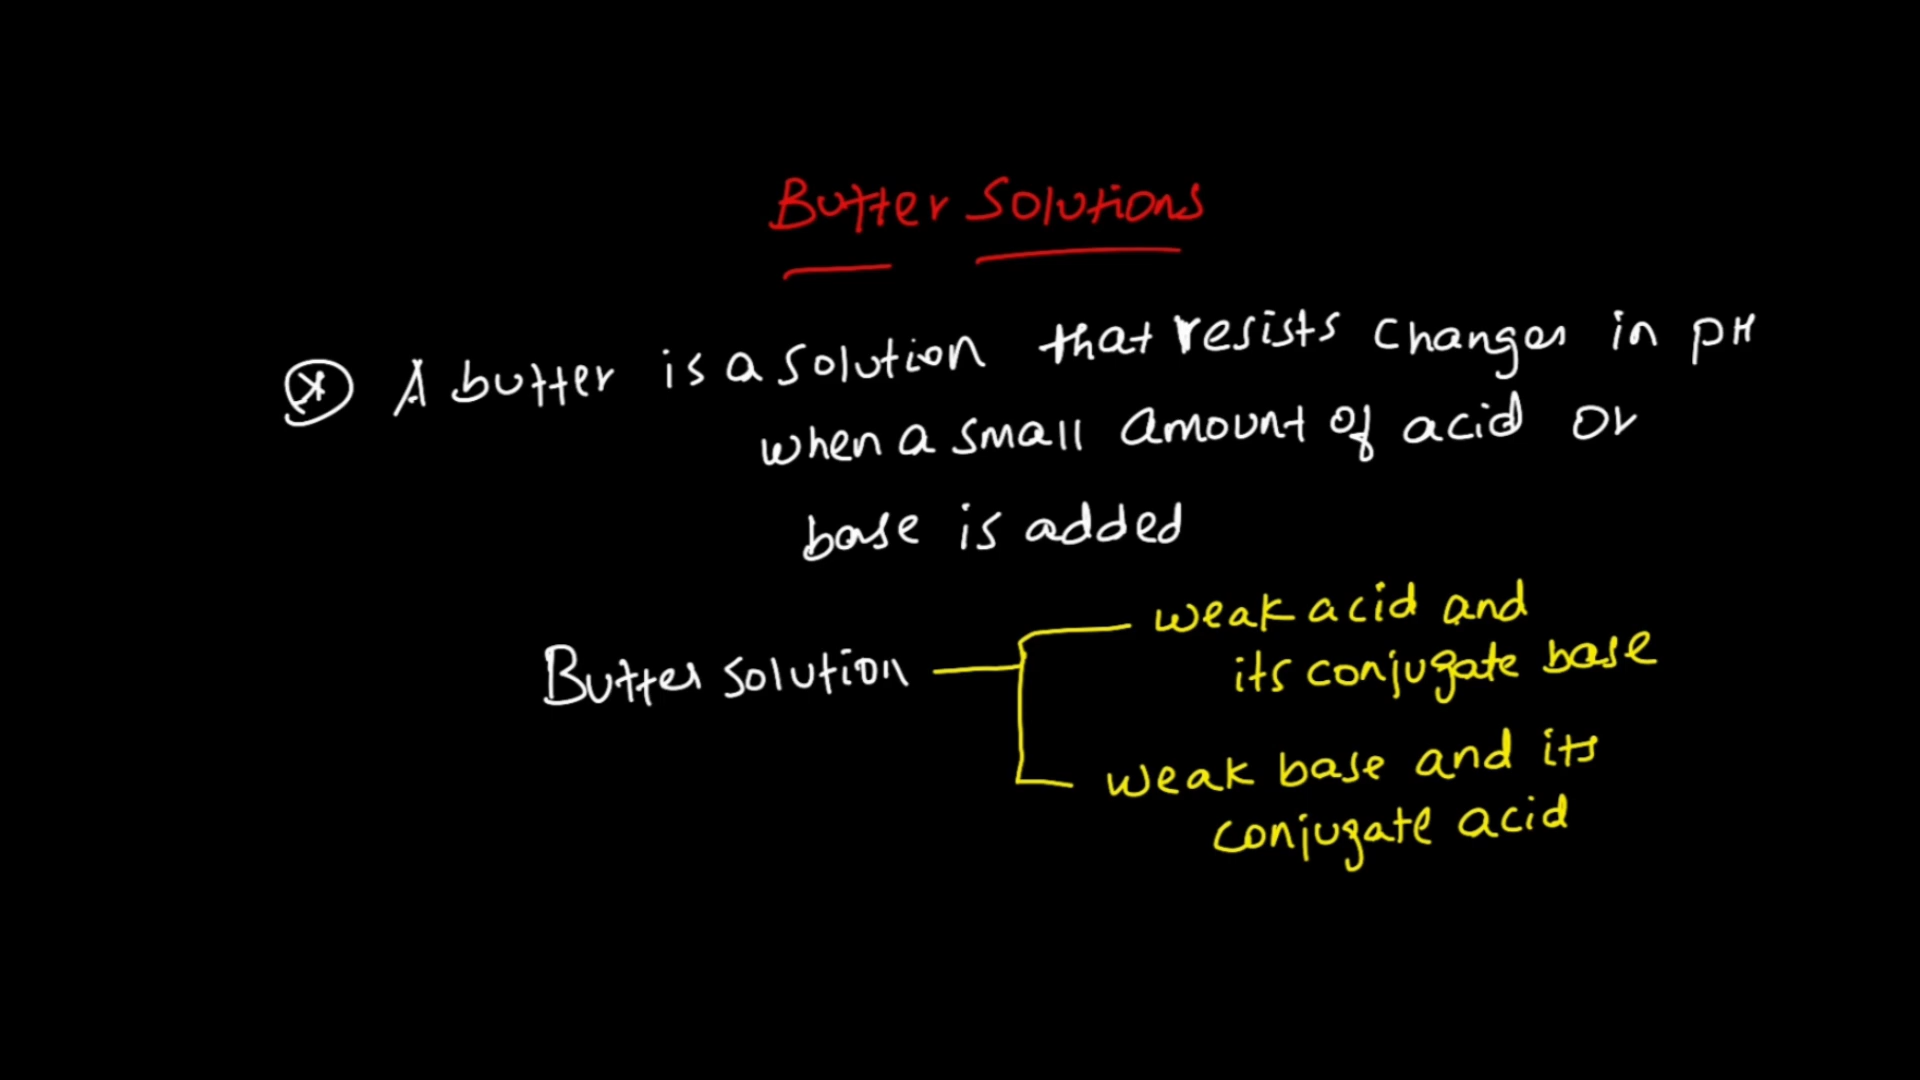 Buffer Solutions
* A buffer is a solution that resists changes in pH
when a small amount of acid or
base is added
Buffer solution
weak acid and
its conjugate base
weak base and its
conjugate acid